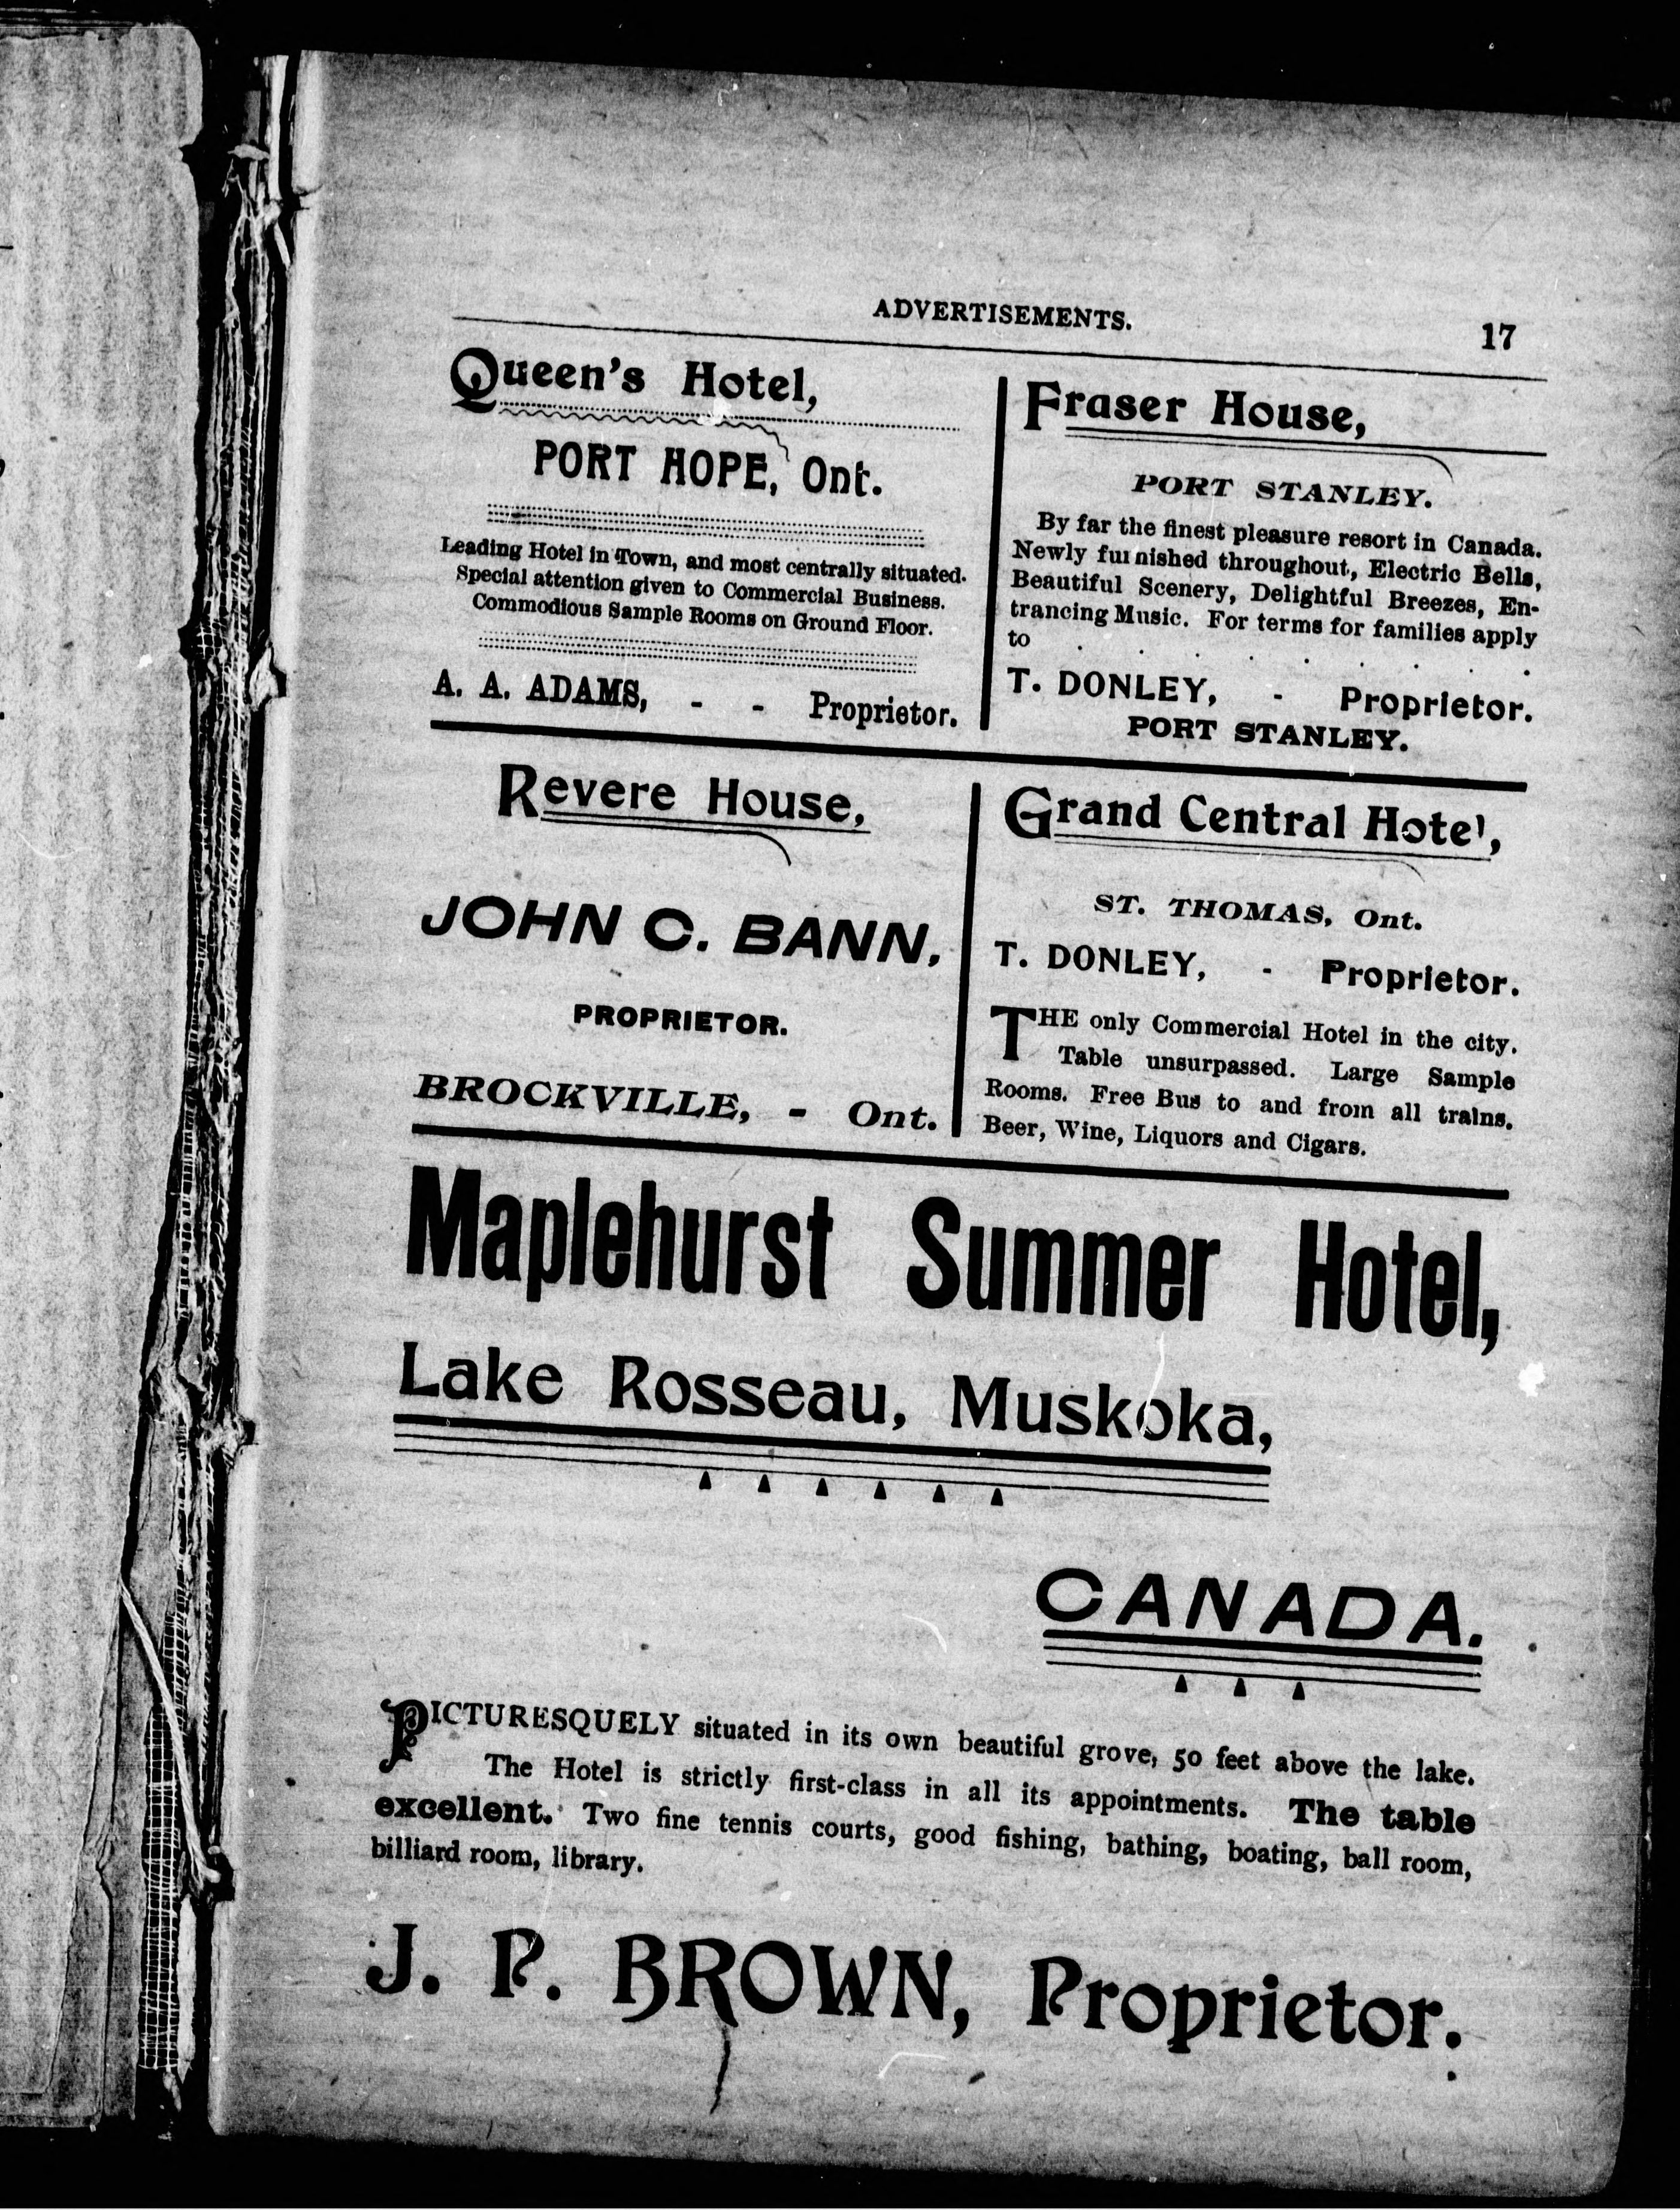 ADVERTISEMENTS. 17
Queen's Hotel,
PORT HOPE, Ont.
Leading Hotel in Town, and most centrally situated.
Special attention given to Commercial Business.
Commodious Sample Rooms on Ground Floor.
A. A. ADAMS, - - Proprietor.
Fraser House,
PORT STANLEY.
By far the finest pleasure resort in Canada.
Newly furnished throughout, Electric Bells,
Beautiful Scenery, Delightful Breezes, En-
trancing Music. For terms for families apply
to . . . . . . . .
T. DONLEY, - Proprietor.
PORT STANLEY.
Revere House,
JOHN C. BANN,
PROPRIETOR.
BROCKVILLE, - Ont.
Grand Central Hotel,
ST. THOMAS, Ont.
T. DONLEY, - Proprietor.
THE only Commercial Hotel in the city.
Table unsurpassed. Large Sample
Rooms. Free Bus to and from all trains.
Beer, Wine, Liquors and Cigars.
Maplehurst Summer Hotel,
Lake Rosseau, Muskoka,
CANADA.
PICTURESQUELY situated in its own beautiful grove, 50 feet above the lake.
The Hotel is strictly first-class in all its appointments. The table
excellent. Two fine tennis courts, good fishing, bathing, boating, ball room,
billiard room, library.
J. P. BROWN, Proprietor.